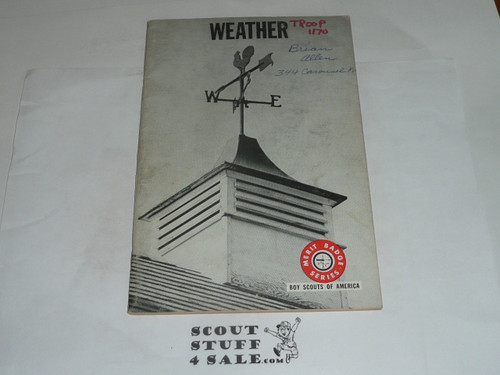 WEATHER
TROOP
1870
Brian
Allen
W E
MERIT BADGE
SERIES
BOY SCOUTS OF AMERICA
SCOUT
STUFF
4 SALE.COM